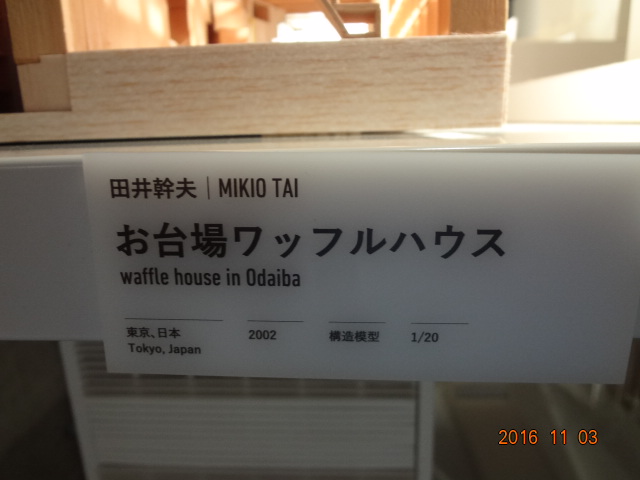 田井幹夫 | MIKIO TAI
お台場ワッフルハウス
waffle house in Odaiba
東京、日本 2002 構造模型 1/20
Tokyo, Japan
2016 11 03